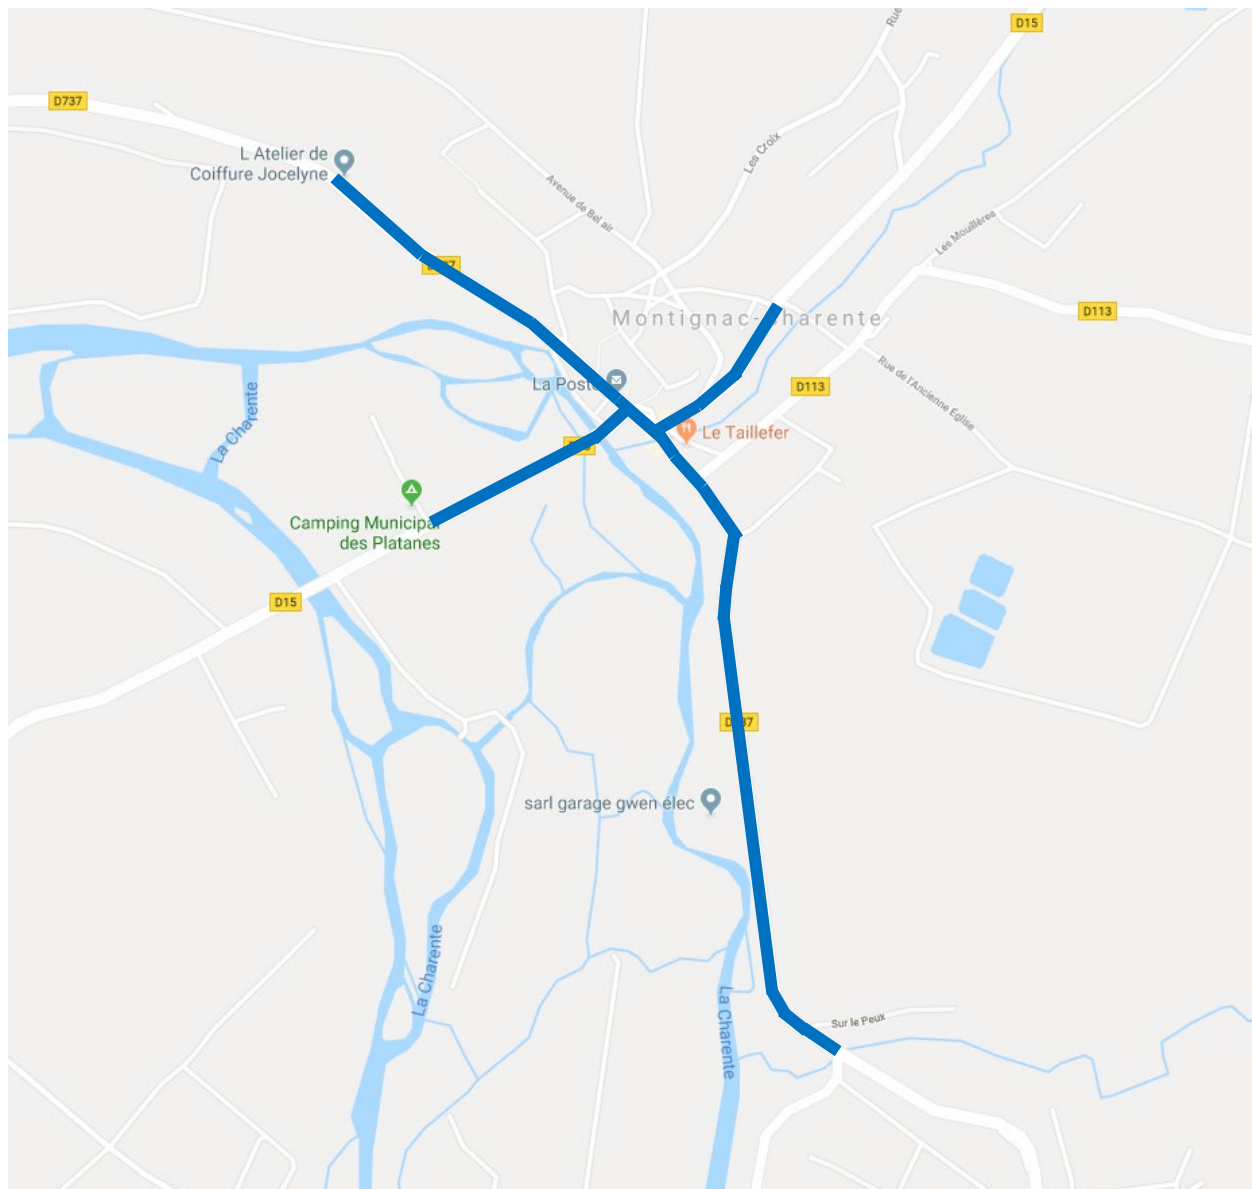 Rue
D15
D737
L Atelier de
Coiffure Jocelyne
Les Croix
Avenue de Bel air
Les Mouillères
D113
Montignac-Charente
La Poste
D113
Rue de l'Ancienne Eglise
Le Taillefer
La Charente
Camping Municipal
des Platanes
D15
sarl garage gwen élec
La Charente
La Charente
Sur le Peux